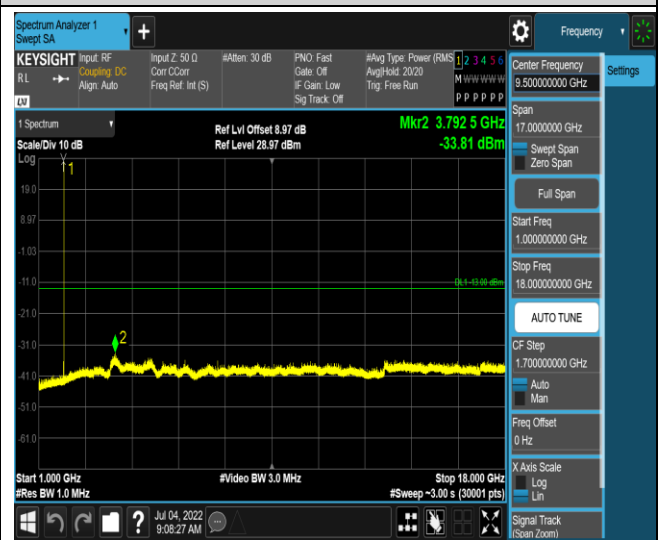 Spectrum Analyzer 1
Swept SA
Frequency
KEYSIGHT
RL
Input: RF
Coupling: DC
Align: Auto
Input Z: 50 Ω
Corr CCorr
Freq Ref: Int (S)
#Atten: 30 dB
PNO: Fast
Gate: Off
IF Gain: Low
Sig Track: Off
#Avg Type: Power (RMS
Avg|Hold: 20/20
Trig: Free Run
1 2 3 4 5 6
M W W W W W
P P P P P P
Center Frequency
9.500000000 GHz
Settings
Span
17.0000000 GHz
Swept Span
Zero Span
Full Span
Start Freq
1.000000000 GHz
Stop Freq
18.000000000 GHz
AUTO TUNE
CF Step
1.700000000 GHz
Auto
Man
Freq Offset
0 Hz
X Axis Scale
Log
Lin
Signal Track
(Span Zoom)
1 Spectrum
Scale/Div 10 dB
Log
Ref Lvl Offset 8.97 dB
Ref Level 28.97 dBm
Mkr2 3.792 5 GHz
-33.81 dBm
1
19.0
8.97
-1.03
-11.0
DL1 -13.00 dBm
-21.0
-31.0
2
-41.0
-51.0
-61.0
Start 1.000 GHz
#Res BW 1.0 MHz
#Video BW 3.0 MHz
Stop 18.000 GHz
#Sweep ~3.00 s (30001 pts)
Jul 04, 2022
9:08:27 AM